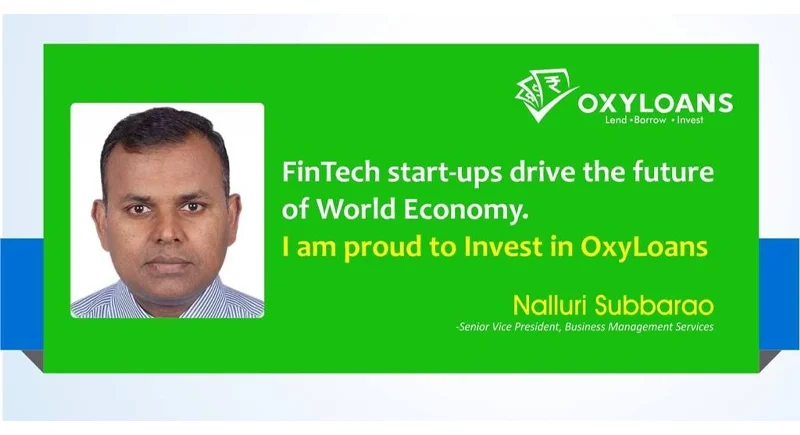 OXYLOANS
Lend • Borrow • Invest
FinTech start-ups drive the future
of World Economy.
I am proud to Invest in OxyLoans
Nalluri Subbarao
-Senior Vice President, Business Management Services